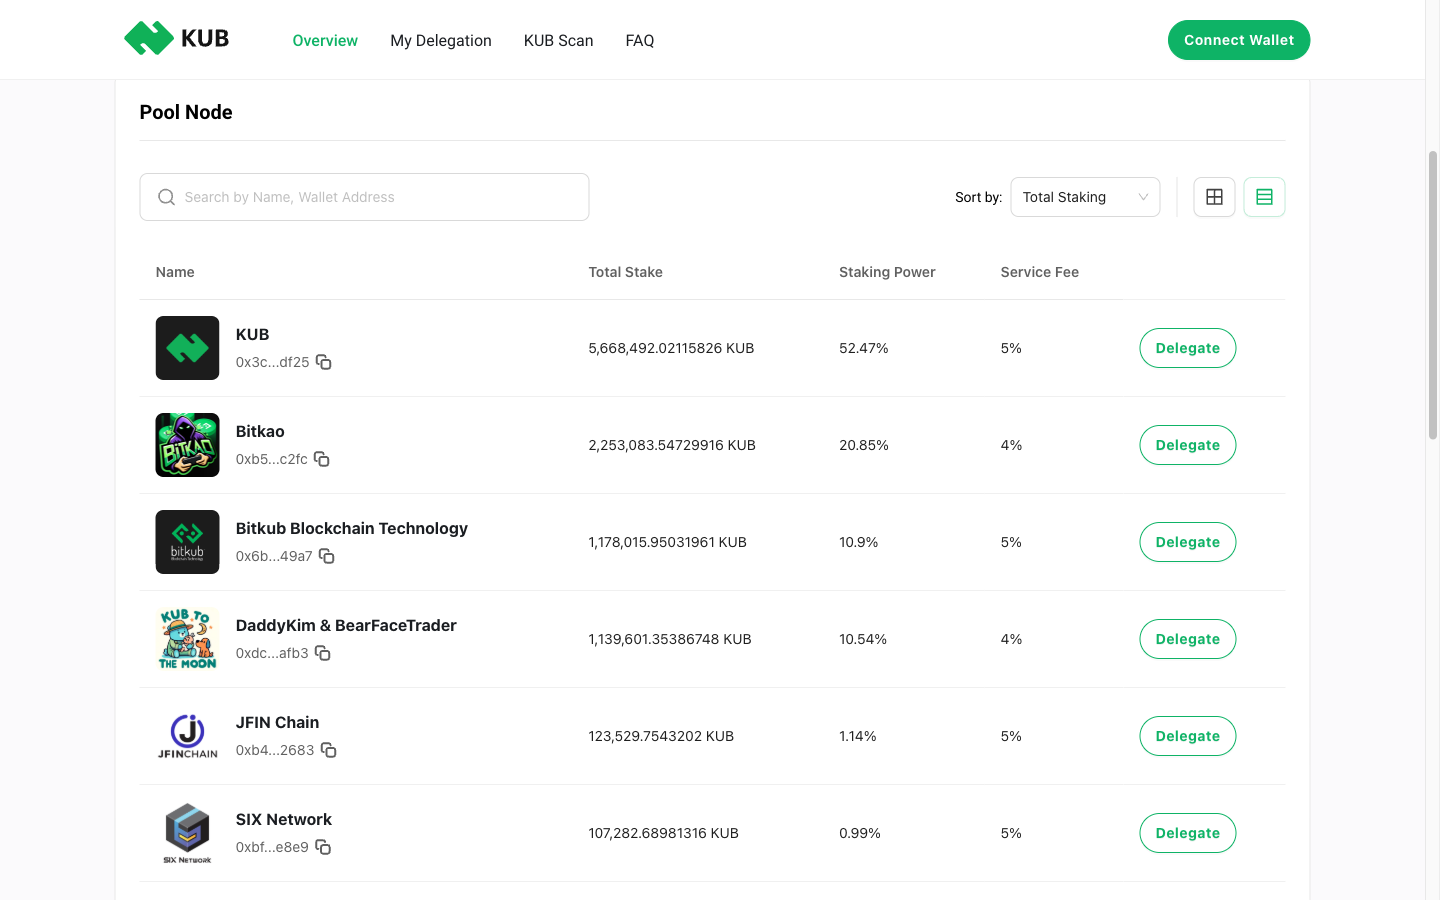 KUB
Overview
My Delegation
KUB Scan
FAQ
Connect Wallet
Pool Node
Search by Name, Wallet Address
Sort by:
Total Staking
Name
Total Stake
Staking Power
Service Fee
KUB
0x3c...df25
5,668,492.02115826 KUB
52.47%
5%
Delegate
BITKAO
Bitkao
0xb5...c2fc
2,253,083.54729916 KUB
20.85%
4%
Delegate
bitkub
Blockchain Technology
Bitkub Blockchain Technology
0x6b...49a7
1,178,015.95031961 KUB
10.9%
5%
Delegate
KUB TO
THE MOON
DaddyKim & BearFaceTrader
0xdc...afb3
1,139,601.35386748 KUB
10.54%
4%
Delegate
JFINCHAIN
JFIN Chain
0xb4...2683
123,529.7543202 KUB
1.14%
5%
Delegate
SIX NETWORK
SIX Network
0xbf...e8e9
107,282.68981316 KUB
0.99%
5%
Delegate